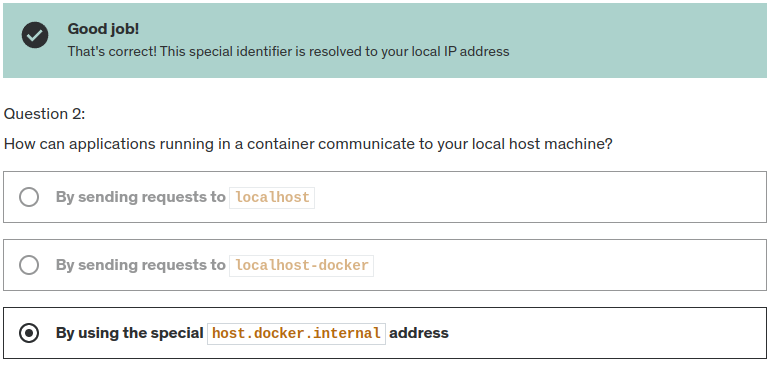 Good job!
That's correct! This special identifier is resolved to your local IP address
Question 2:
How can applications running in a container communicate to your local host machine?
By sending requests to localhost
By sending requests to localhost-docker
By using the special host.docker.internal address